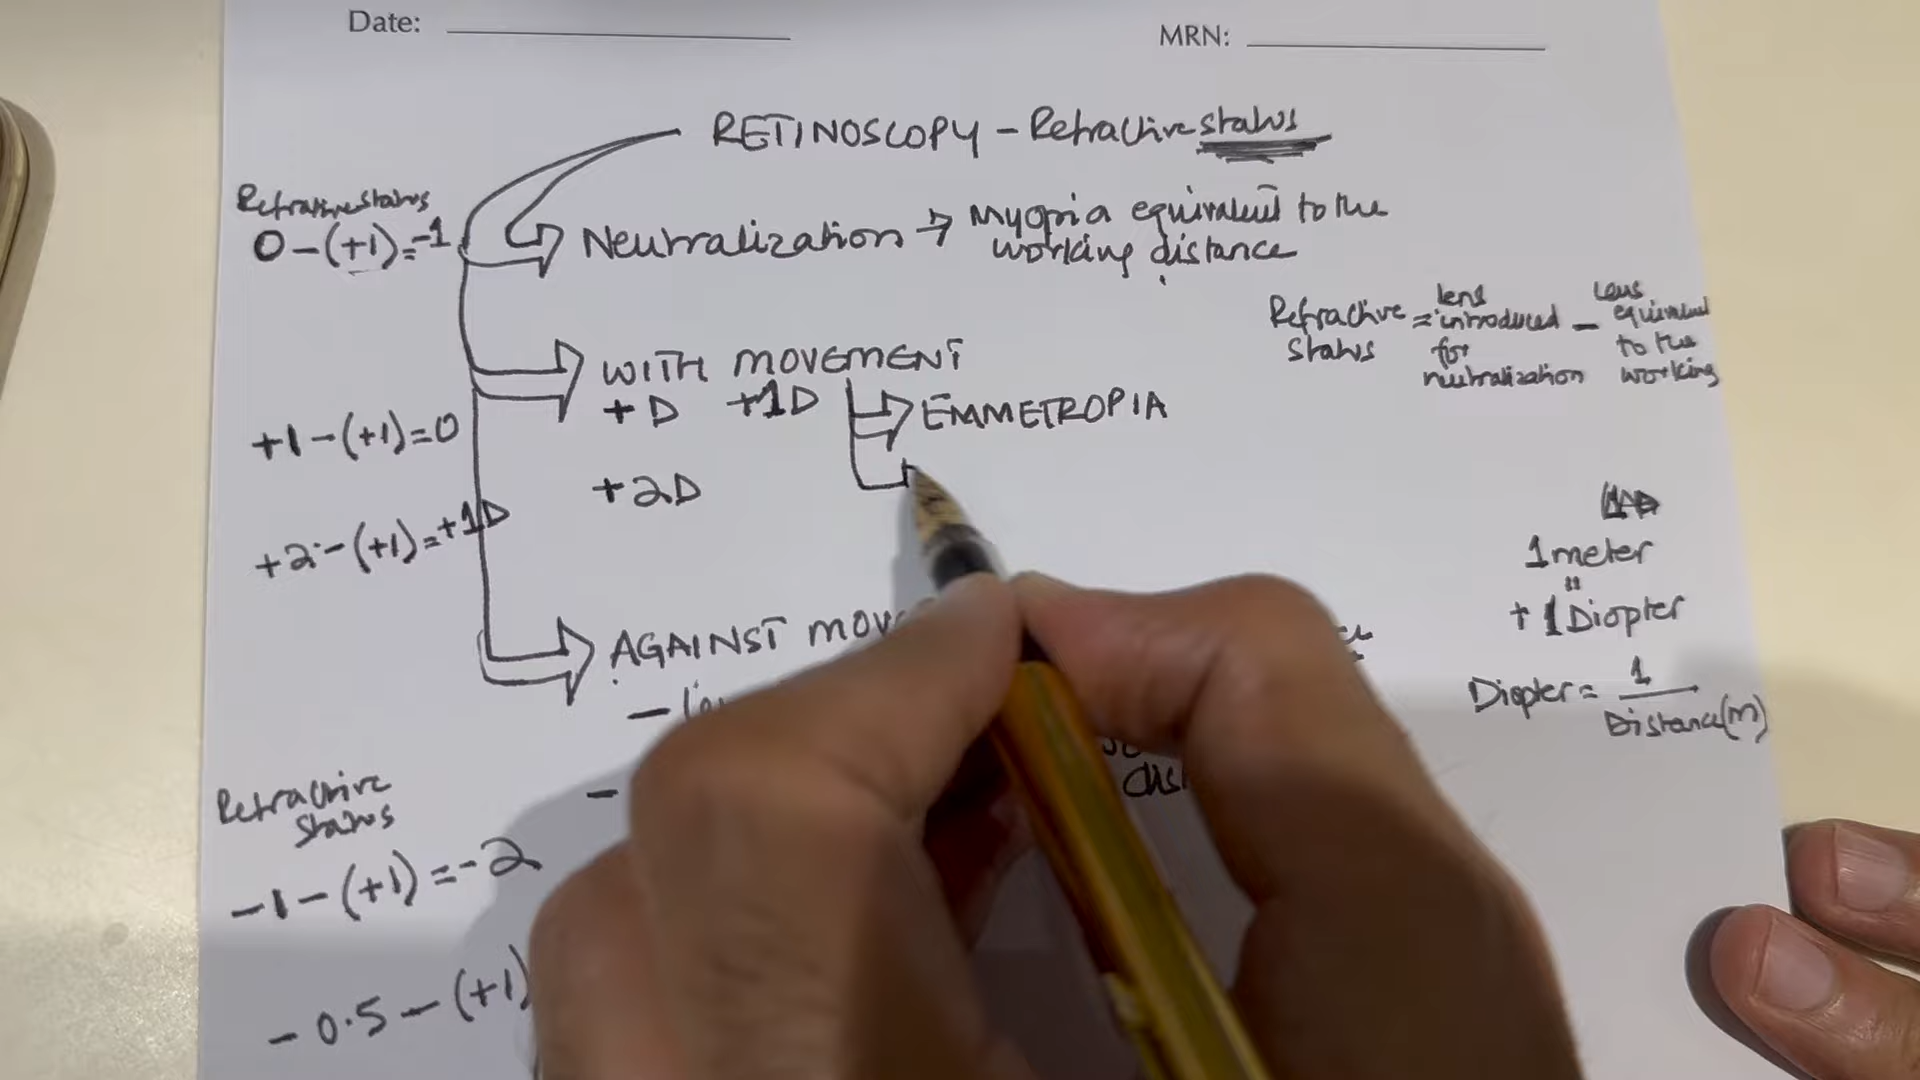 Date:
MRN:
RETINOSCOPY - Refractive status
Refractive status
0 - (+1) = -1
Neutralization → Myopia equivalent to the
working distance
Refractive status = lens introduced for neutralization - Lens equivalent to the working
WITH MOVEMENT
+ D +1D
EMMETROPIA
+1 - (+1) = 0
+2D
+2 - (+1) = +1D
1 meter
"
+ 1 Diopter
AGAINST
Diopter = 1
Distance(m)
-
Refractive
status
-1 - (+1) = -2
- 0.5 - (+1)